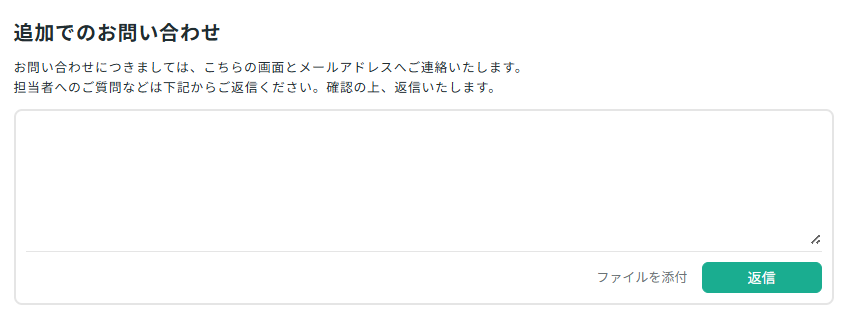 追加でのお問い合わせ
お問い合わせにつきましては、こちらの画面とメールアドレスへご連絡いたします。
担当者へのご質問などは下記からご返信ください。確認の上、返信いたします。
ファイルを添付
返信